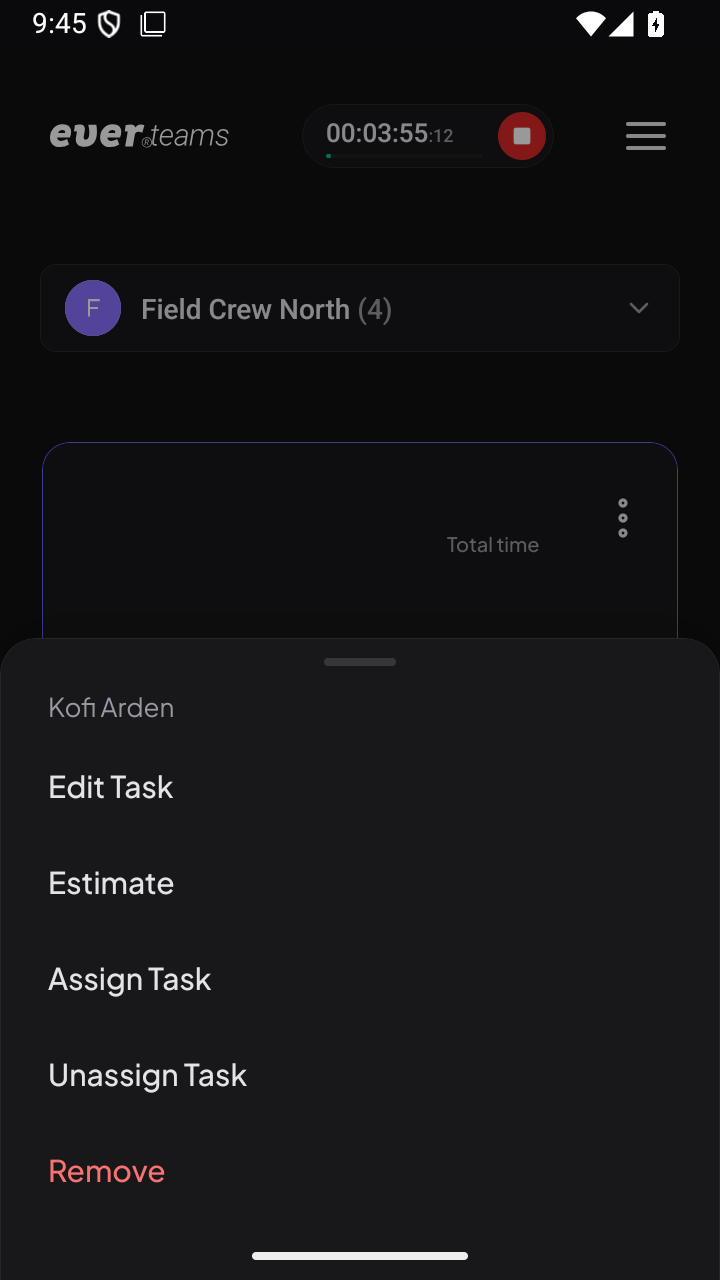 9:45
ever®teams
00:03:55:12
F
Field Crew North (4)
Total time
Kofi Arden
Edit Task
Estimate
Assign Task
Unassign Task
Remove